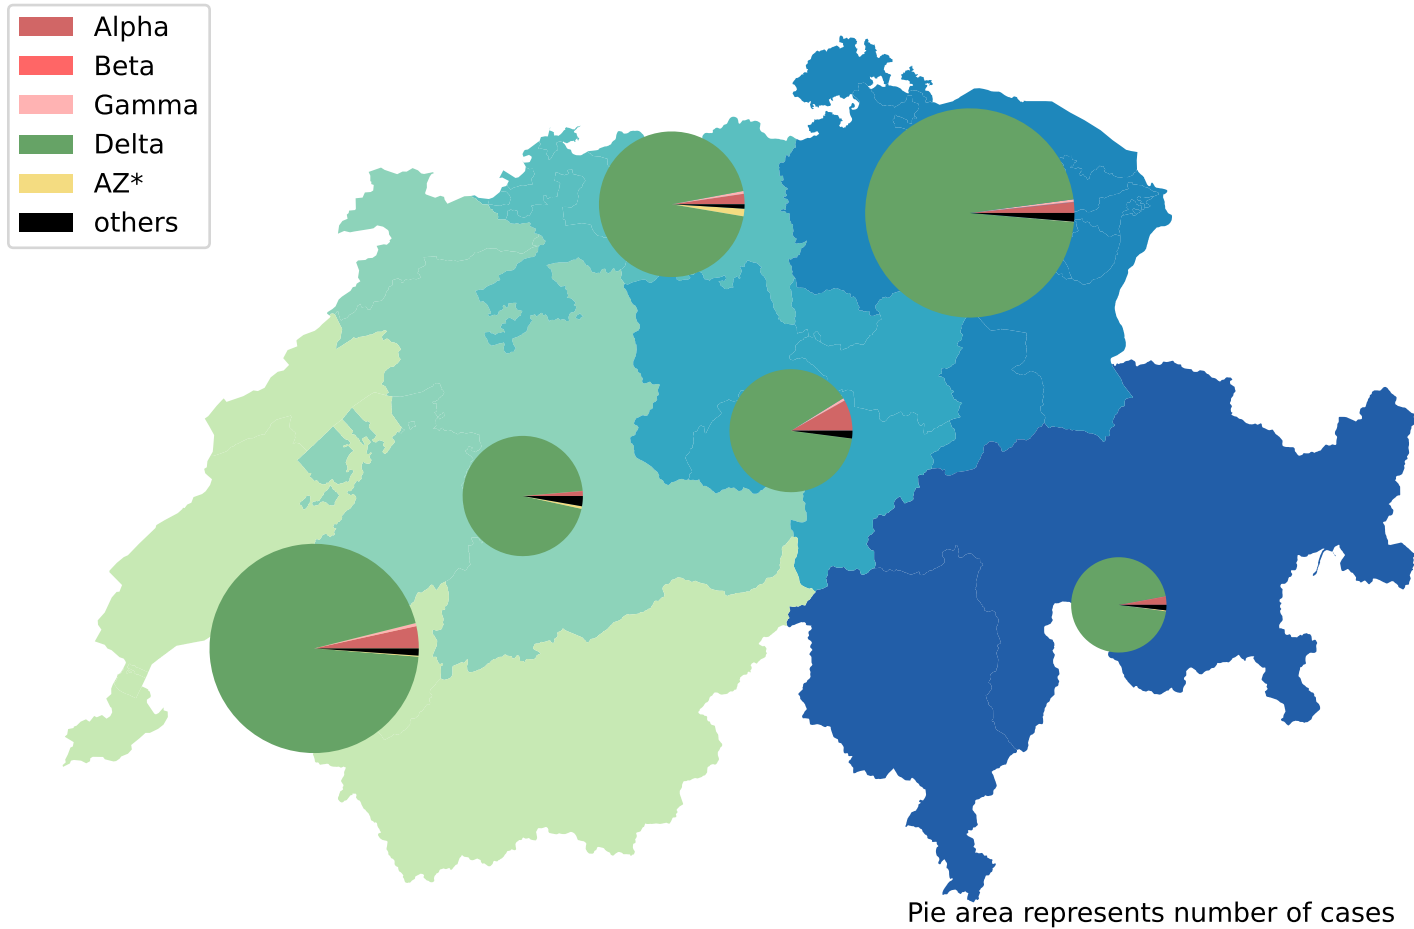 Alpha
Beta
Gamma
Delta
AZ*
others
Pie area represents number of cases